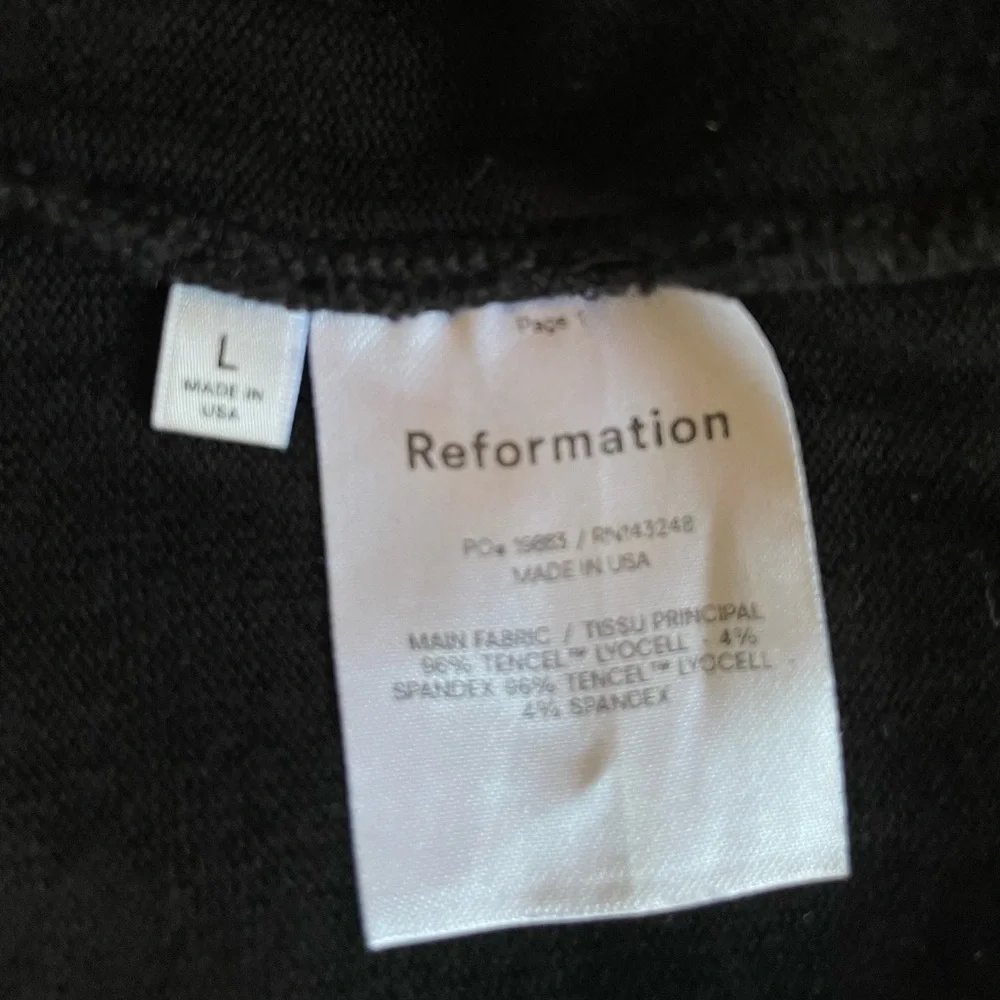 L
MADE IN
USA
Page 1
Reformation
PO# / RN143248
MADE IN USA
MAIN FABRIC / TISSU PRINCIPAL
96% TENCEL™ LYOCELL - 4%
SPANDEX 96% TENCEL™ LYOCELL -
4% SPANDEX